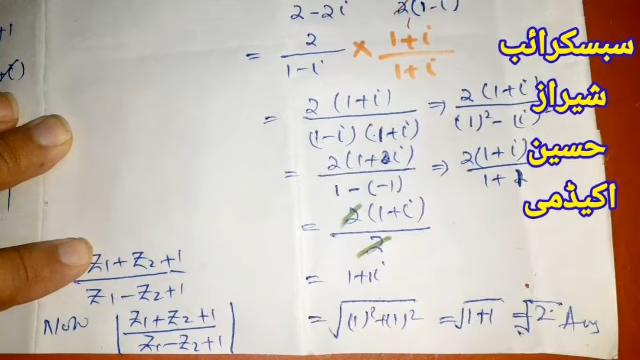 2-2i 2(1-i)
= 2/(1-i) × (1+i)/(1+i)
= 2(1+i)/((1-i)(1+i)) ⇒ 2(1+i)/((1)²-(i)
= 2(1+i)/(1-(-1)) ⇒ 2(1+i)/(1+1
= 2(1+i)/2
Z₁+Z₂+1/(Z₁-Z₂+1) = 1+i
Now |(Z₁+Z₂+1)/(Z₁-Z₂+1)| = √((1)²+(1)²) = √(1+1) = √2 Ans
سبسکرائب
شیراز
حسین
اکیڈمی